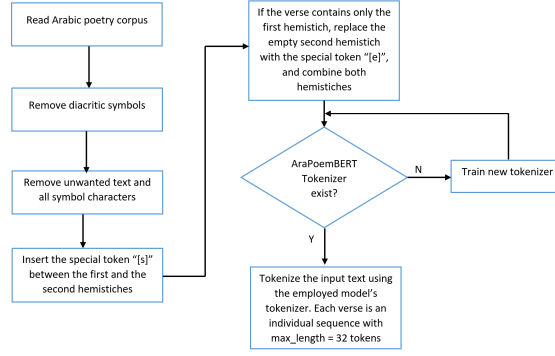 Read Arabic poetry corpus
Remove diacritic symbols
Remove unwanted text and
all symbol characters
Insert the special token “[s]”
between the first and the
second hemistiches
If the verse contains only the
first hemistich, replace the
empty second hemistich
with the special token “[e]”,
and combine both
hemistiches
AraPoemBERT
Tokenizer
exist?
N
Train new tokenizer
Y
Tokenize the input text using
the employed model’s
tokenizer. Each verse is an
individual sequence with
max_length = 32 tokens